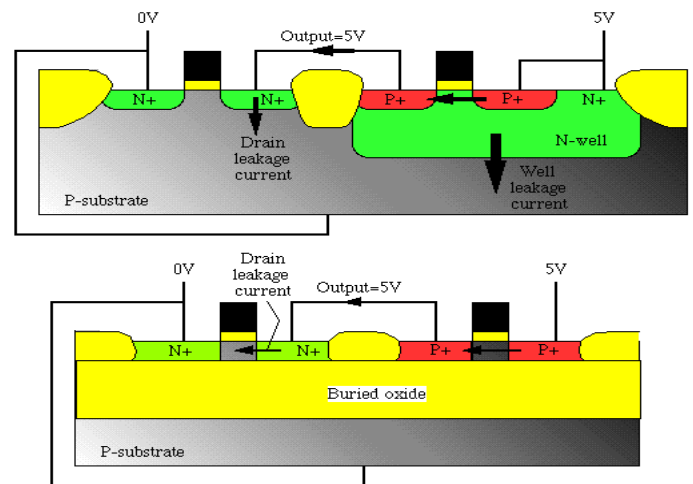 0V
Output=5V
5V
N+
N+
P+
P+
N+
Drain
leakage
current
N-well
Well
leakage
current
P-substrate
0V
Drain
leakage
current
Output=5V
5V
N+
N+
P+
P+
Buried oxide
P-substrate